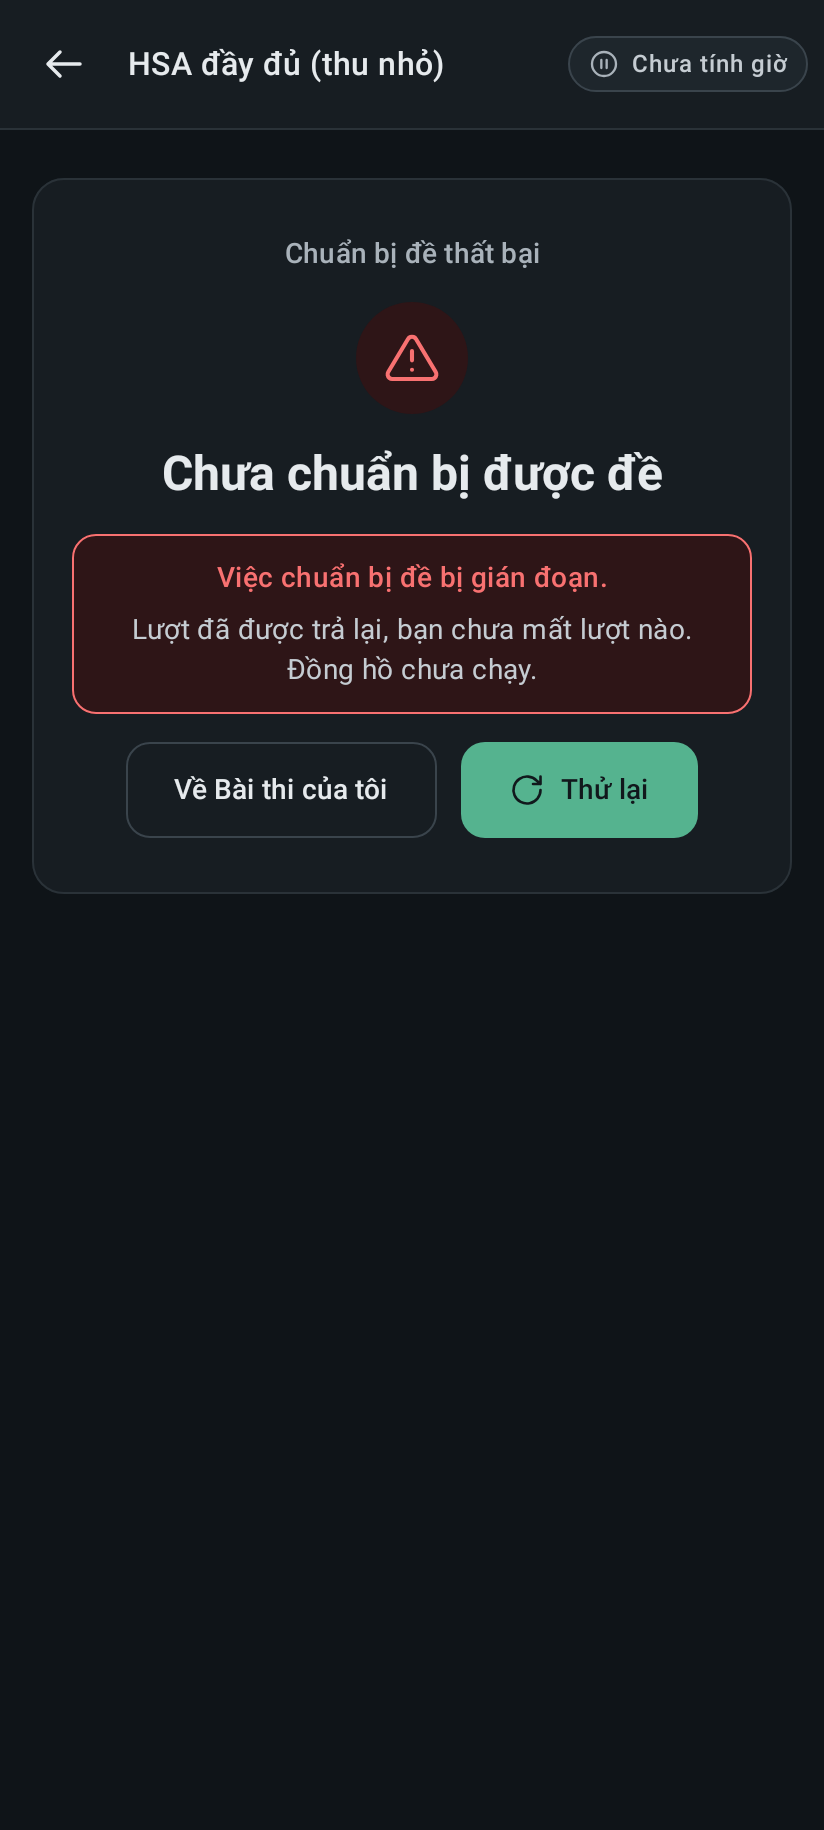 HSA đầy đủ (thu nhỏ)
Chưa tính giờ
Chuẩn bị đề thất bại
Chưa chuẩn bị được đề
Việc chuẩn bị đề bị gián đoạn.
Lượt đã được trả lại, bạn chưa mất lượt nào.
Đồng hồ chưa chạy.
Về Bài thi của tôi
Thử lại